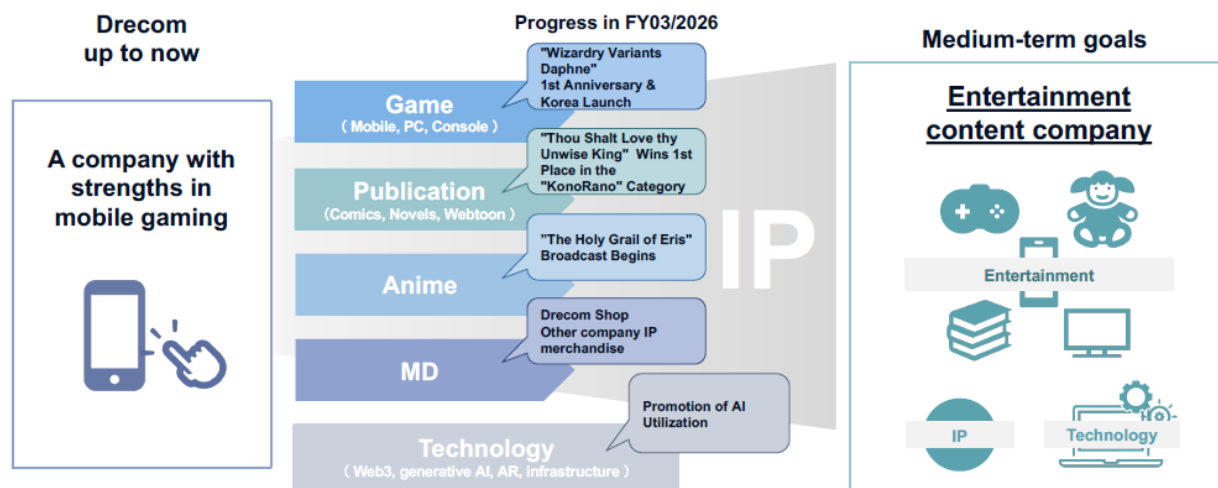 Drecom
up to now
A company with
strengths in
mobile gaming
Progress in FY03/2026
Game
( Mobile, PC, Console )
"Wizardry Variants
Daphne"
1st Anniversary &
Korea Launch
Publication
(Comics, Novels, Webtoon )
"Thou Shalt Love thy
Unwise King"  Wins 1st
Place in the
"KonoRano" Category
Anime
"The Holy Grail of Eris"
Broadcast Begins
MD
Drecom Shop
Other company IP
merchandise
Technology
( Web3, generative AI, AR, infrastructure )
Promotion of AI
Utilization
IP
Medium-term goals
Entertainment
content company
Entertainment
IP
Technology